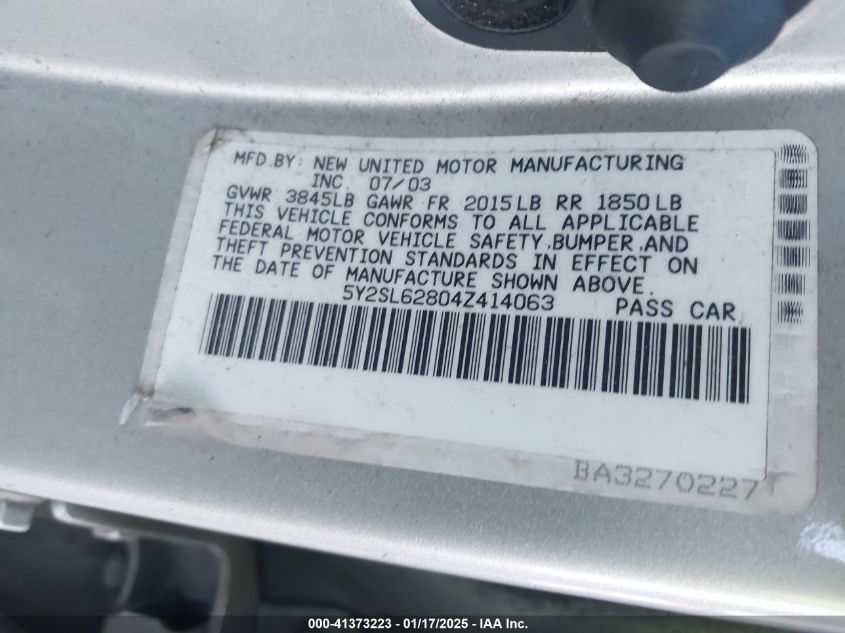 MFD.BY: NEW UNITED MOTOR MANUFACTURING
INC. 07/03
GVWR 3845LB GAWR FR 2015LB RR 1850LB
THIS VEHICLE CONFORMS TO ALL APPLICABLE
FEDERAL MOTOR VEHICLE SAFETY,BUMPER,AND
THEFT PREVENTION STANDARDS IN EFFECT ON
THE DATE OF MANUFACTURE SHOWN ABOVE.
5Y2SL62804Z414063 PASS CAR
BA3270227
000-41373223 — 01/17/2025 - IAA Inc.